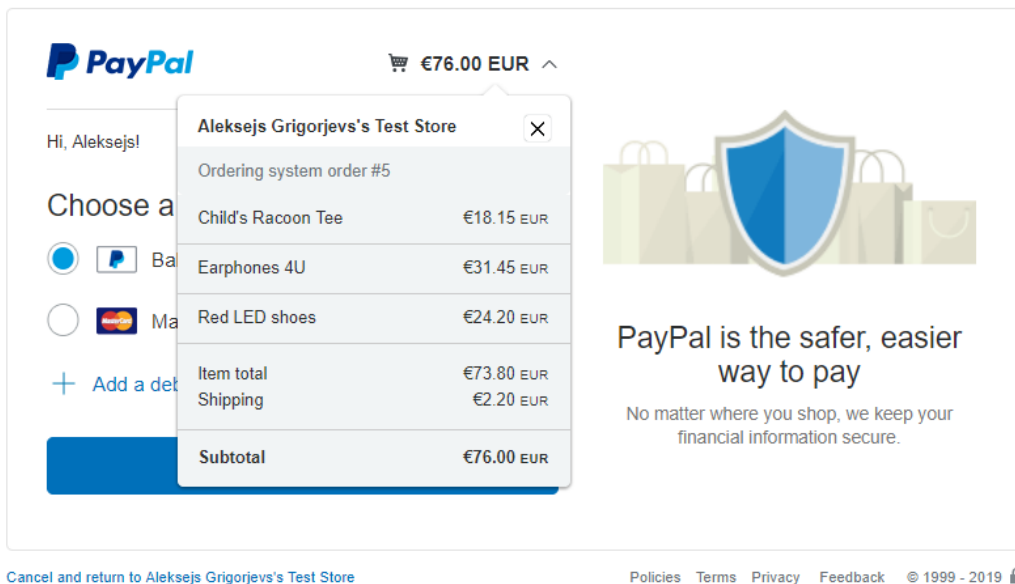 PayPal
€76.00 EUR
Hi, Aleksejs!
Choose a
Aleksejs Grigorjevs's Test Store
Ordering system order #5
Child's Racoon Tee €18.15 EUR
Earphones 4U €31.45 EUR
Red LED shoes €24.20 EUR
Item total €73.80 EUR
Shipping €2.20 EUR
Subtotal €76.00 EUR
Add a
PayPal is the safer, easier
way to pay
No matter where you shop, we keep your
financial information secure.
Cancel and return to Aleksejs Grigorjevs's Test Store
Policies Terms Privacy Feedback © 1999 - 2019